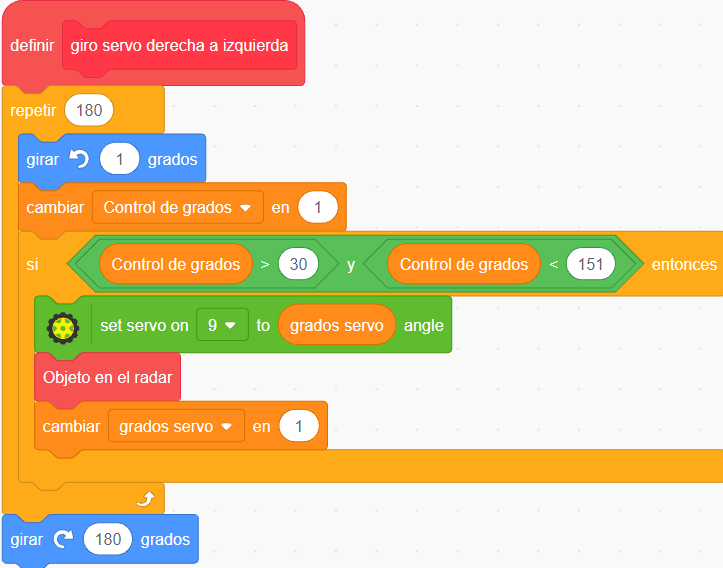 definir giro servo derecha a izquierda
repetir 180
girar 1 grados
cambiar Control de grados en 1
si Control de grados > 30 y Control de grados < 151 entonces
set servo on 9 to grados servo angle
Objeto en el radar
cambiar grados servo en 1
girar 180 grados